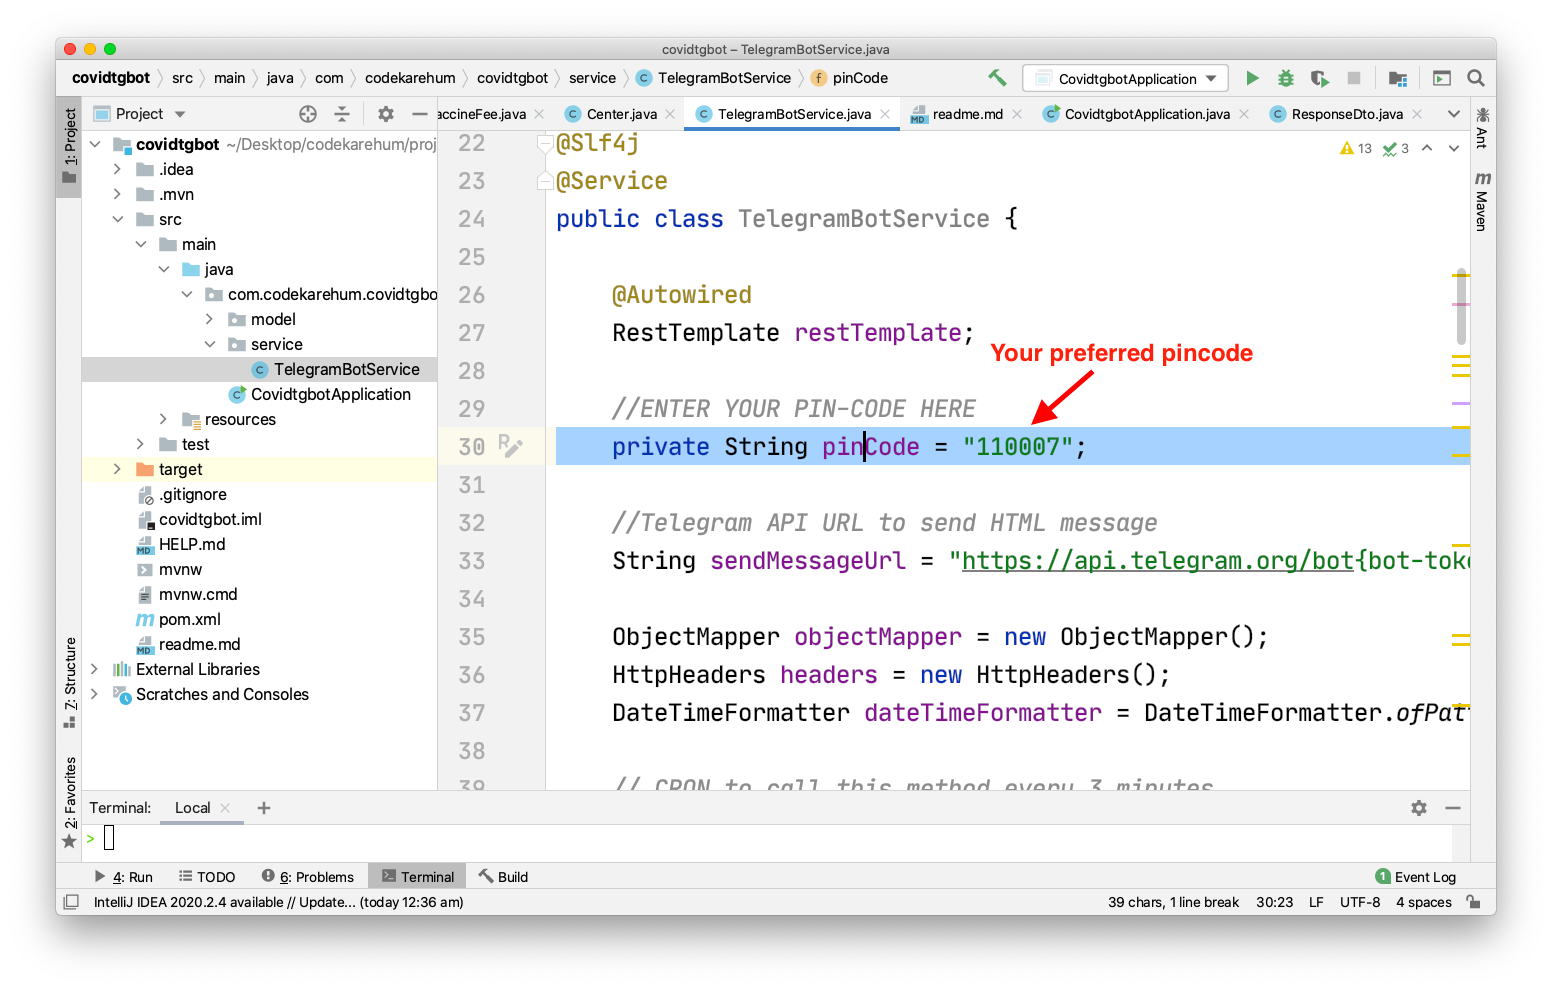 covidtgbot – TelegramBotService.java
covidtgbot src main java com codekarehum covidtgbot service C TelegramBotService f pinCode CovidtgbotApplication
Project accineFee.java C Center.java C TelegramBotService.java MD readme.md C CovidtgbotApplication.java C ResponseDto.java
1: Project
7: Structure
2: Favorites
Ant
m Maven
covidtgbot ~/Desktop/codekarehum/proj
.idea
.mvn
src
main
java
com.codekarehum.covidtgbo
model
service
C TelegramBotService
C CovidtgbotApplication
resources
test
target
.gitignore
covidtgbot.iml
MD HELP.md
mvnw
mvnw.cmd
m pom.xml
MD readme.md
External Libraries
Scratches and Consoles
13 3
22 @Slf4j
23 @Service
24 public class TelegramBotService {
25
26 @Autowired
27 RestTemplate restTemplate;
Your preferred pincode
28
29 //ENTER YOUR PIN-CODE HERE
30 R private String pinCode = "110007";
31
32 //Telegram API URL to send HTML message
33 String sendMessageUrl = "https://api.telegram.org/bot{bot-toke
34
35 ObjectMapper objectMapper = new ObjectMapper();
36 HttpHeaders headers = new HttpHeaders();
37 DateTimeFormatter dateTimeFormatter = DateTimeFormatter.ofPatt
38
39 // CRON to call this method every 3 minutes
Terminal: Local +
>
4: Run TODO 6: Problems Terminal Build 1 Event Log
IntelliJ IDEA 2020.2.4 available // Update... (today 12:36 am) 39 chars, 1 line break 30:23 LF UTF-8 4 spaces